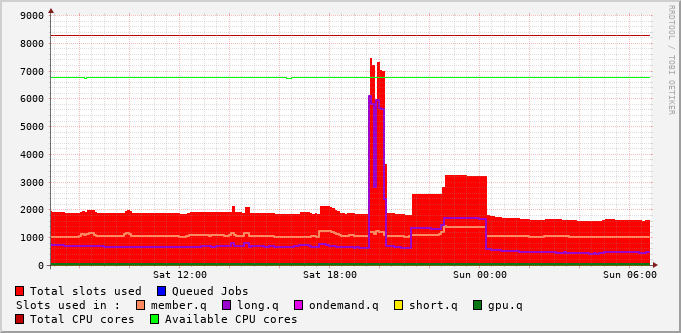 9000
8000
7000
6000
5000
4000
3000
2000
1000
0
Sat 12:00 Sat 18:00 Sun 00:00 Sun 06:00
Total slots used Queued Jobs
Slots used in : member.q long.q ondemand.q short.q gpu.q
Total CPU cores Available CPU cores
RRDTOOL / TOBI OETIKER